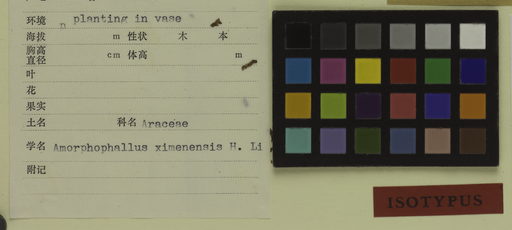 环境 n planting in vase
海拔 m 性状 木 本
胸高直径 cm 体高 m
叶
花
果实
土名 科名 Araceae
学名 Amorphophallus ximenensis H. Li
附记
ISOTYPUS